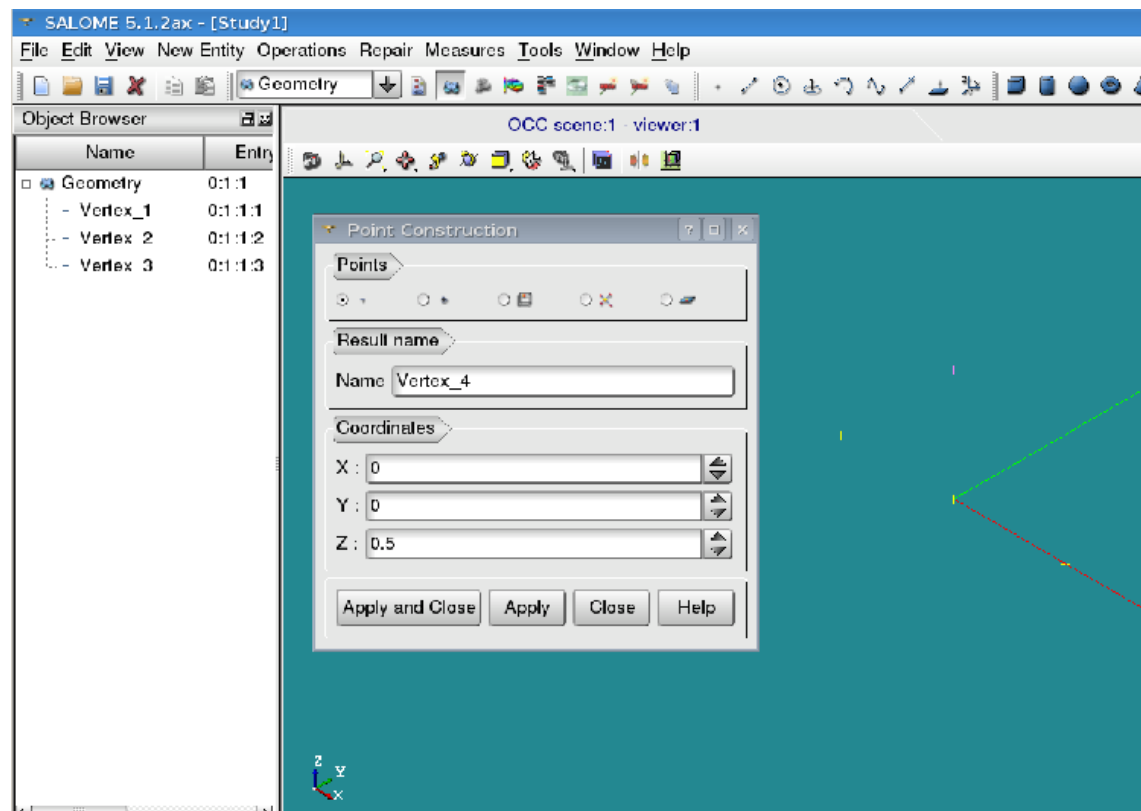 SALOME 5.1.2ax - [Study1]
File Edit View New Entity Operations Repair Measures Tools Window Help
Geometry
Object Browser
OCC scene:1 - viewer:1
Name Entry
Geometry 0:1:1
Vertex_1 0:1:1:1
Vertex_2 0:1:1:2
Vertex_3 0:1:1:3
Point Construction
Points
Result name
Name Vertex_4
Coordinates
X : 0
Y : 0
Z : 0.5
Apply and Close Apply Close Help
Z
Y
X